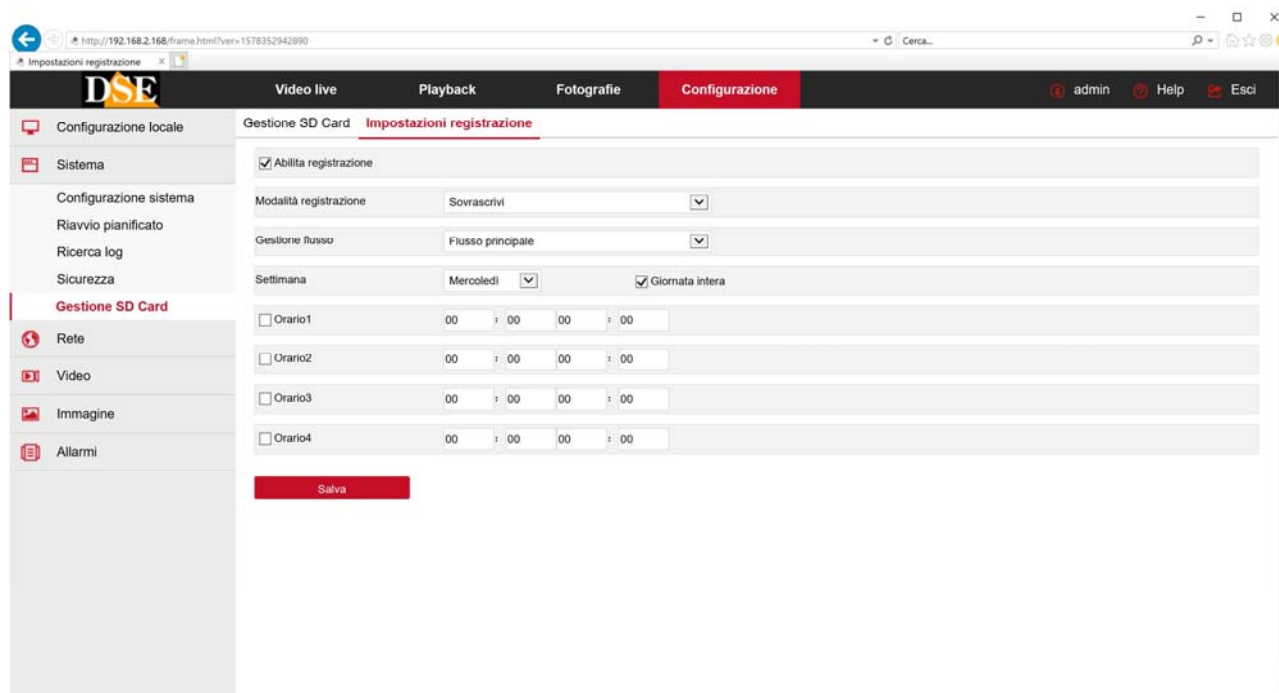 http://192.168.2.168/frame.html?ver=1578352942890
Cerca...
Impostazioni registrazione
DSE
Video live
Playback
Fotografie
Configurazione
admin
Help
Esci
Configurazione locale
Sistema
Configurazione sistema
Riavvio pianificato
Ricerca log
Sicurezza
Gestione SD Card
Rete
Video
Immagine
Allarmi
Gestione SD Card Impostazioni registrazione
Abilita registrazione
Modalità registrazione Sovrascrivi
Gestione flusso Flusso principale
Settimana Mercoledì Giornata intera
Orario1 00 : 00 00 : 00
Orario2 00 : 00 00 : 00
Orario3 00 : 00 00 : 00
Orario4 00 : 00 00 : 00
Salva